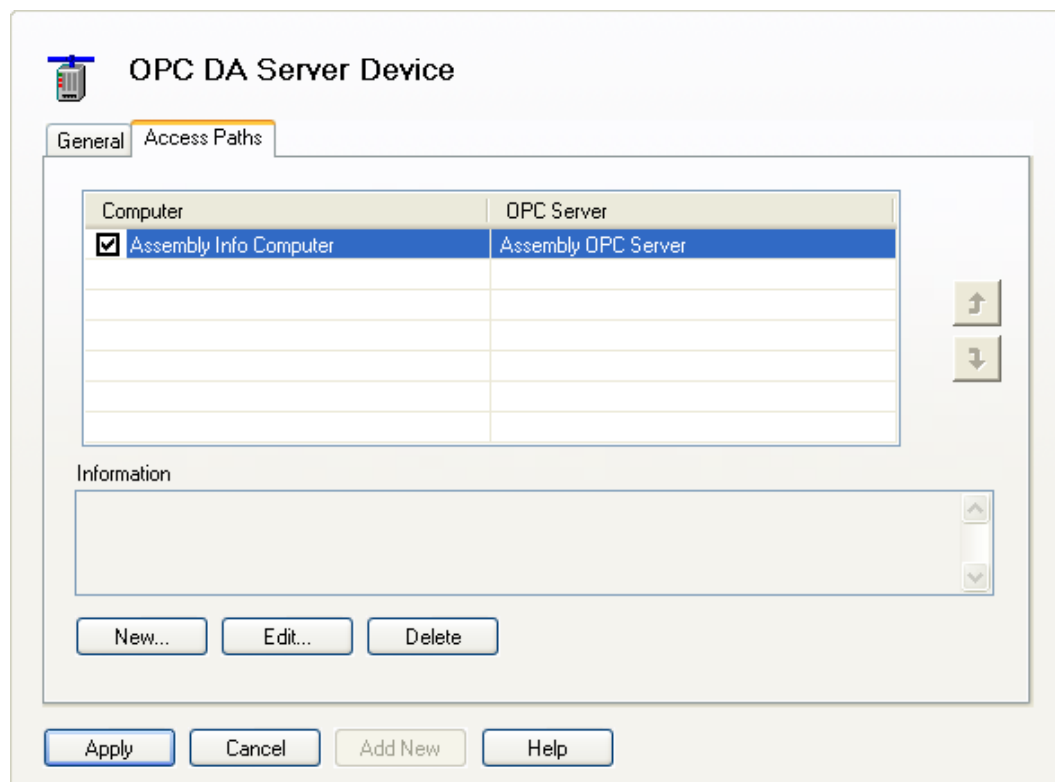 OPC DA Server Device
General Access Paths
Computer OPC Server
Assembly Info Computer Assembly OPC Server
Information
New... Edit... Delete
Apply Cancel Add New Help